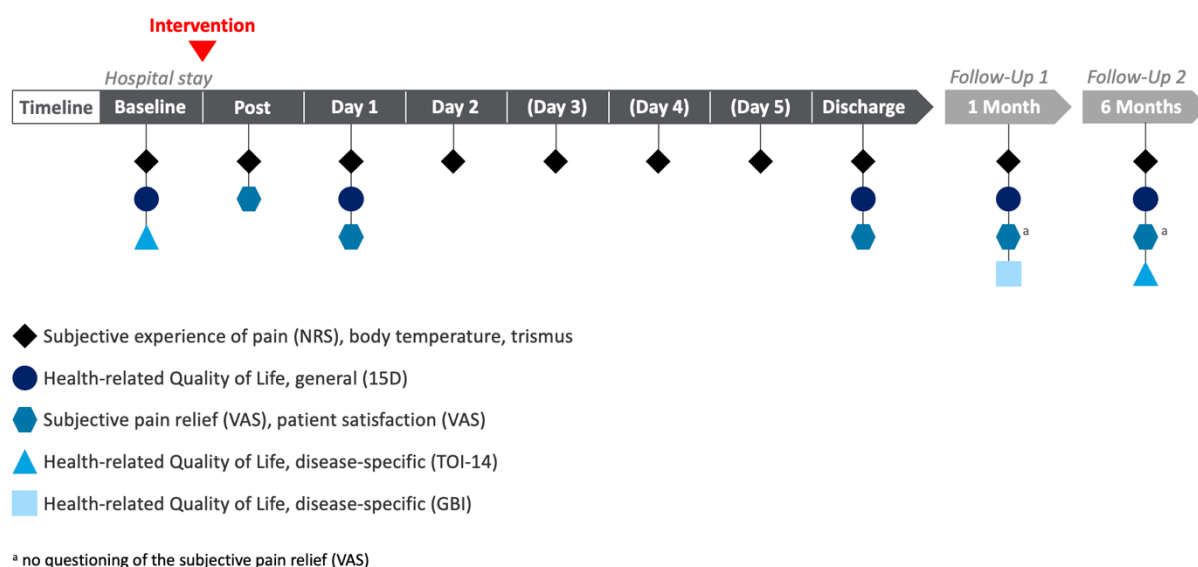 Intervention
Hospital stay
Follow-Up 1
Follow-Up 2
Timeline Baseline Post Day 1 Day 2 (Day 3) (Day 4) (Day 5) Discharge 1 Month 6 Months
a
a
Subjective experience of pain (NRS), body temperature, trismus
Health-related Quality of Life, general (15D)
Subjective pain relief (VAS), patient satisfaction (VAS)
Health-related Quality of Life, disease-specific (TOI-14)
Health-related Quality of Life, disease-specific (GBI)
a no questioning of the subjective pain relief (VAS)